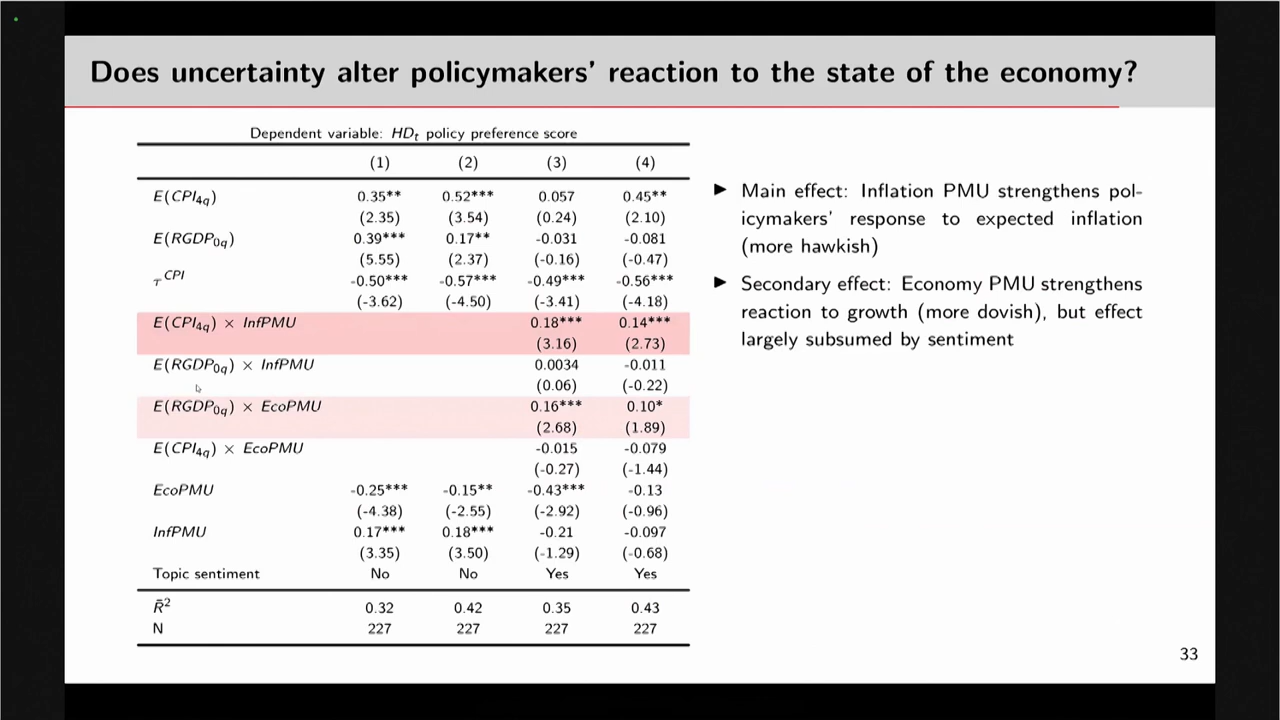 Does uncertainty alter policymakers' reaction to the state of the economy?
Dependent variable: HDt policy preference score
(1) (2) (3) (4)
E(CPI4q) 0.35** 0.52*** 0.057 0.45**
(2.35) (3.54) (0.24) (2.10)
E(RGDP0q) 0.39*** 0.17** -0.031 -0.081
(5.55) (2.37) (-0.16) (-0.47)
τCPI -0.50*** -0.57*** -0.49*** -0.56***
(-3.62) (-4.50) (-3.41) (-4.18)
E(CPI4q) × InfPMU 0.18*** 0.14***
(3.16) (2.73)
E(RGDP0q) × InfPMU 0.0034 -0.011
(0.06) (-0.22)
E(RGDP0q) × EcoPMU 0.16*** 0.10*
(2.68) (1.89)
E(CPI4q) × EcoPMU -0.015 -0.079
(-0.27) (-1.44)
EcoPMU -0.25*** -0.15** -0.43*** -0.13
(-4.38) (-2.55) (-2.92) (-0.96)
InfPMU 0.17*** 0.18*** -0.21 -0.097
(3.35) (3.50) (-1.29) (-0.68)
Topic sentiment No No Yes Yes
R̄2 0.32 0.42 0.35 0.43
N 227 227 227 227
▶ Main effect: Inflation PMU strengthens pol-
icymakers' response to expected inflation
(more hawkish)
▶ Secondary effect: Economy PMU strengthens
reaction to growth (more dovish), but effect
largely subsumed by sentiment
33